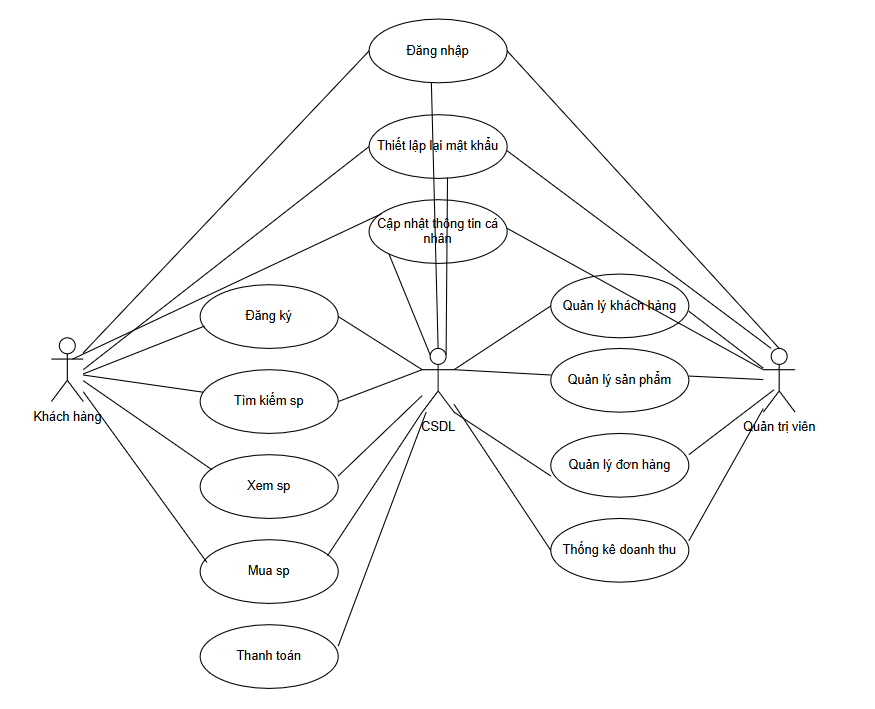 Đăng nhập
Thiết lập lại mật khẩu
Cập nhật thông tin cá
nhân
Đăng ký
Quản lý khách hàng
Tìm kiếm sp
Quản lý sản phẩm
Khách hàng
CSDL
Quản trị viên
Xem sp
Quản lý đơn hàng
Mua sp
Thống kê doanh thu
Thanh toán